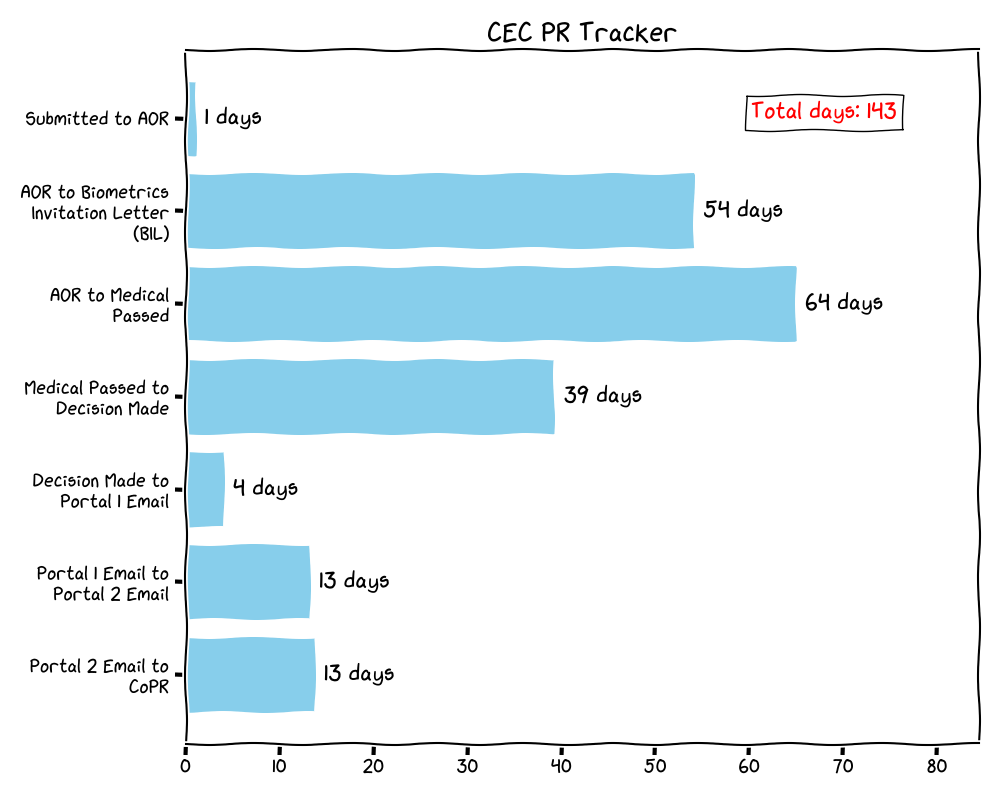 CEC PR Tracker
Total days: 143
Submitted to AOR
1 days
AOR to Biometrics
Invitation Letter
(BIL)
54 days
AOR to Medical
Passed
64 days
Medical Passed to
Decision Made
39 days
Decision Made to
Portal 1 Email
4 days
Portal 1 Email to
Portal 2 Email
13 days
Portal 2 Email to
CoPR
13 days
0 10 20 30 40 50 60 70 80